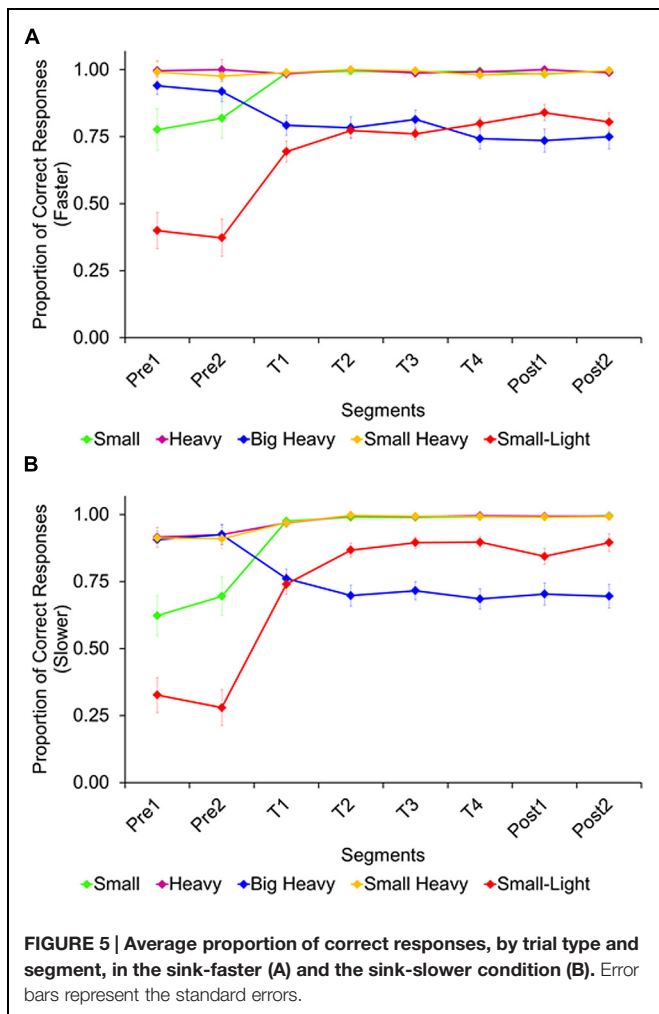 A
Proportion of Correct Responses
(Faster)
1.00
0.75
0.50
0.25
0.00
Pre1 Pre2 T1 T2 T3 T4 Post1 Post2
Segments
Small Heavy Big Heavy Small Heavy Small-Light
B
Proportion of Correct Responses
(Slower)
1.00
0.75
0.50
0.25
0.00
Pre1 Pre2 T1 T2 T3 T4 Post1 Post2
Segments
Small Heavy Big Heavy Small Heavy Small-Light
FIGURE 5 | Average proportion of correct responses, by trial type and
segment, in the sink-faster (A) and the sink-slower condition (B). Error
bars represent the standard errors.